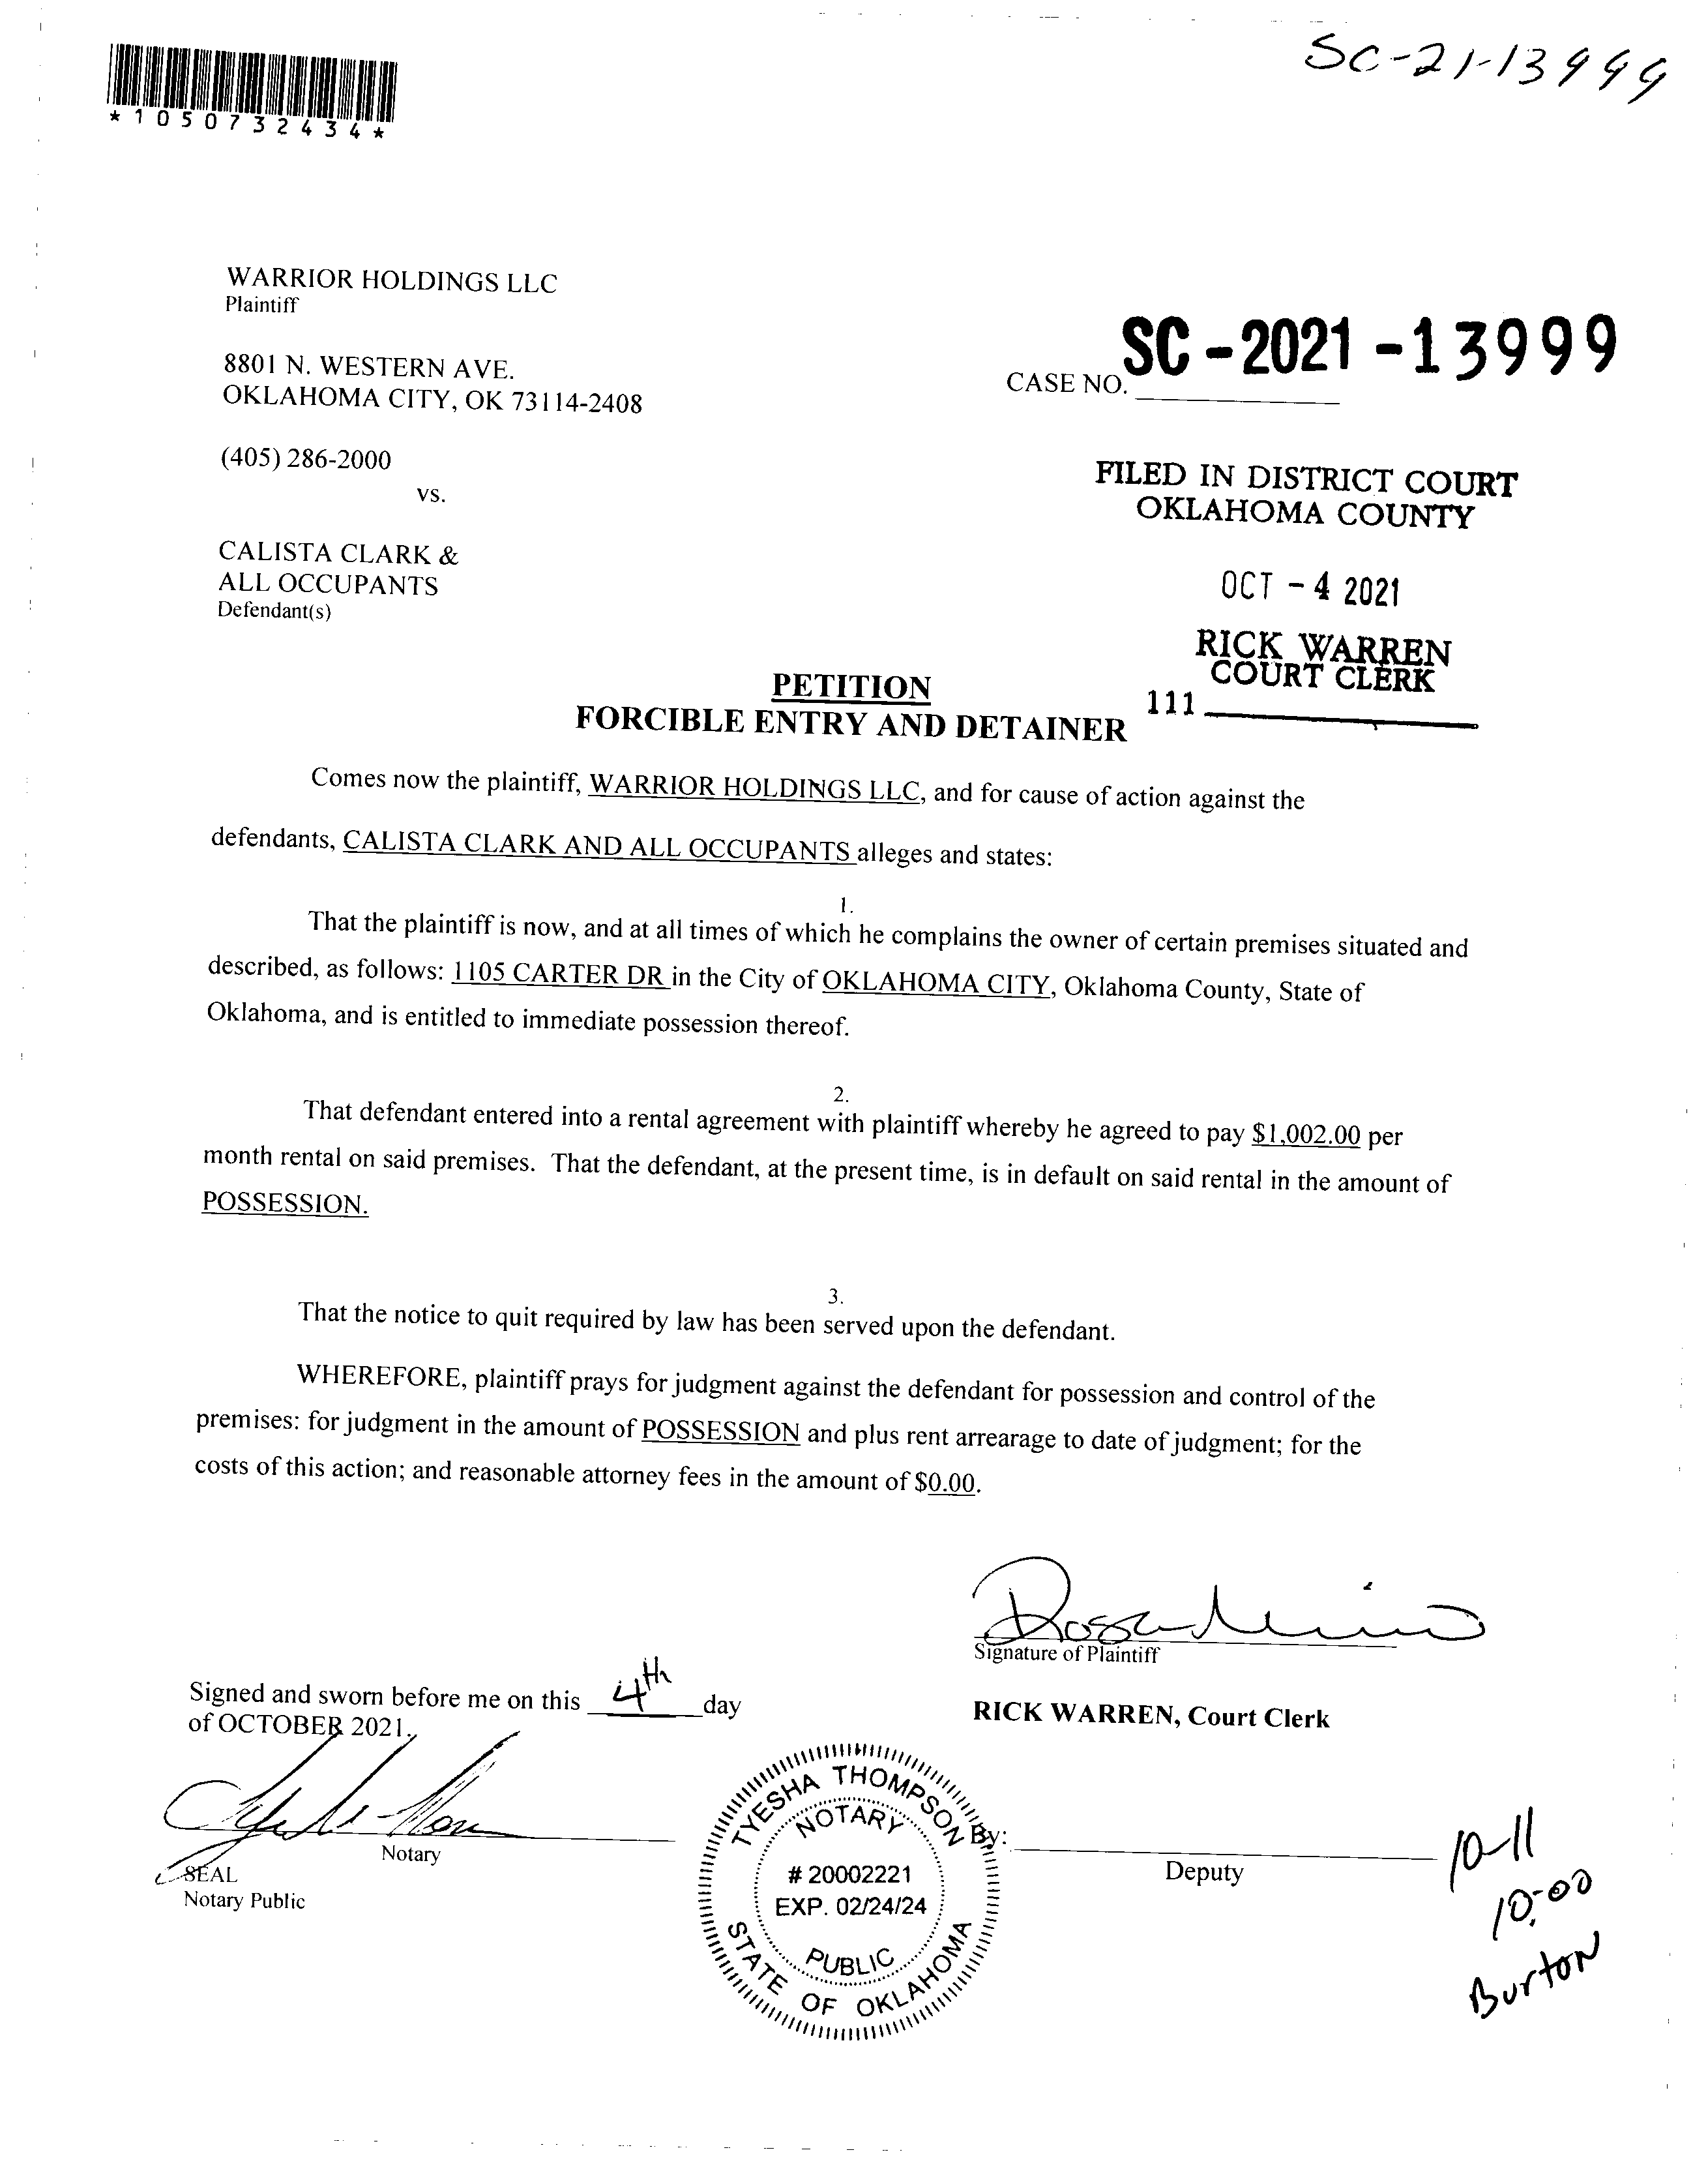 SC-21-13999
*1050732434*
WARRIOR HOLDINGS LLC
Plaintiff
8801 N. WESTERN AVE.
OKLAHOMA CITY, OK 73114-2408
CASE NO. SC-2021-13999
(405) 286-2000
vs.
FILED IN DISTRICT COURT
OKLAHOMA COUNTY
CALISTA CLARK &
ALL OCCUPANTS
Defendant(s)
OCT - 4 2021
RICK WARREN
COURT CLERK
111
PETITION
FORCIBLE ENTRY AND DETAINER
Comes now the plaintiff, WARRIOR HOLDINGS LLC, and for cause of action against the
defendants, CALISTA CLARK AND ALL OCCUPANTS alleges and states:
1.
That the plaintiff is now, and at all times of which he complains the owner of certain premises situated and
described, as follows: 1105 CARTER DR in the City of OKLAHOMA CITY, Oklahoma County, State of
Oklahoma, and is entitled to immediate possession thereof.
2.
That defendant entered into a rental agreement with plaintiff whereby he agreed to pay $1,002.00 per
month rental on said premises. That the defendant, at the present time, is in default on said rental in the amount of
POSSESSION.
3.
That the notice to quit required by law has been served upon the defendant.
WHEREFORE, plaintiff prays for judgment against the defendant for possession and control of the
premises: for judgment in the amount of POSSESSION and plus rent arrearage to date of judgment; for the
costs of this action; and reasonable attorney fees in the amount of $0.00.
Signature of Plaintiff
Signed and sworn before me on this 4th day
of OCTOBER 2021.
RICK WARREN, Court Clerk
Notary
SEAL
Notary Public
TYESHA THOMPSON
NOTARY
# 20002221
EXP. 02/24/24
PUBLIC
STATE OF OKLAHOMA
By:
Deputy
10-11
10:00
Burton